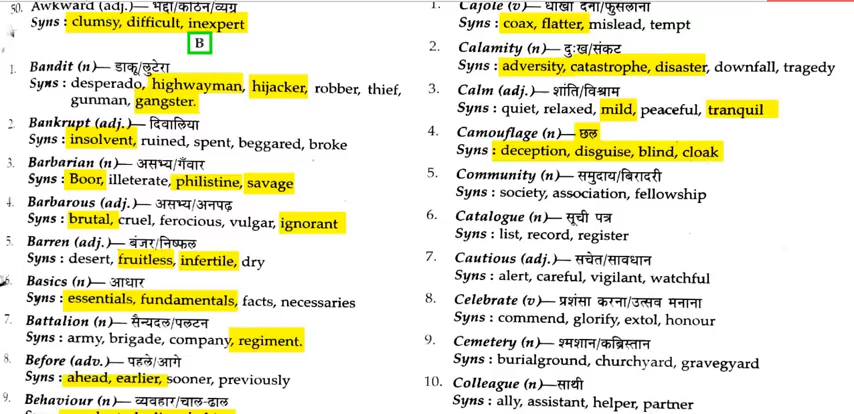 50. Awkward (adj.)— भद्दा/कठिन/व्यग्र
Syns : clumsy, difficult, inexpert
B
1. Bandit (n)— डाकू/लुटेरा
Syns : desperado, highwayman, hijacker, robber, thief,
gunman, gangster.
2. Bankrupt (adj.)— दिवालिया
Syns : insolvent, ruined, spent, beggared, broke
3. Barbarian (n)— असभ्य/गँवार
Syns : Boor, illeterate, philistine, savage
4. Barbarous (adj.)— असभ्य/अनपढ़
Syns : brutal, cruel, ferocious, vulgar, ignorant
5. Barren (adj.)— बंजर/निष्फल
Syns : desert, fruitless, infertile, dry
6. Basics (n)— आधार
Syns : essentials, fundamentals, facts, necessaries
7. Battalion (n)— सैन्यदल/पलटन
Syns : army, brigade, company, regiment.
8. Before (adv.)— पहले/आगे
Syns : ahead, earlier, sooner, previously
9. Behaviour (n)— व्यवहार/चाल-ढाल
1. Cajole (v)— धोखा देना/फुसलाना
Syns : coax, flatter, mislead, tempt
2. Calamity (n)— दुःख/संकट
Syns : adversity, catastrophe, disaster, downfall, tragedy
3. Calm (adj.)— शांति/विश्राम
Syns : quiet, relaxed, mild, peaceful, tranquil
4. Camouflage (n)— छल
Syns : deception, disguise, blind, cloak
5. Community (n)— समुदाय/बिरादरी
Syns : society, association, fellowship
6. Catalogue (n)— सूची पत्र
Syns : list, record, register
7. Cautious (adj.)— सचेत/सावधान
Syns : alert, careful, vigilant, watchful
8. Celebrate (v)— प्रशंसा करना/उत्सव मनाना
Syns : commend, glorify, extol, honour
9. Cemetery (n)— श्मशान/कब्रिस्तान
Syns : burialground, churchyard, gravegyard
10. Colleague (n)—साथी
Syns : ally, assistant, helper, partner